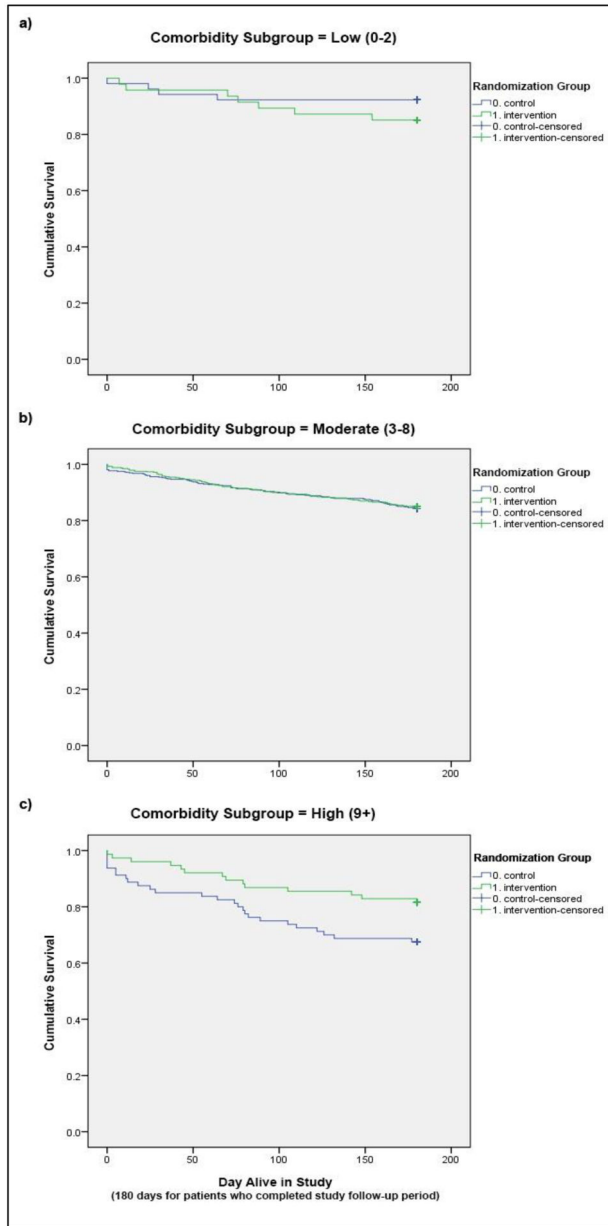 a)
Comorbidity Subgroup = Low (0-2)
Cumulative Survival
1.0
0.8
0.6
0.4
0.2
0.0
0
50
100
150
200
Randomization Group
0. control
1. intervention
0. control-censored
1. intervention-censored
b)
Comorbidity Subgroup = Moderate (3-8)
Cumulative Survival
1.0
0.8
0.6
0.4
0.2
0.0
0
50
100
150
200
Randomization Group
0. control
1. intervention
0. control-censored
1. intervention-censored
c)
Comorbidity Subgroup = High (9+)
Cumulative Survival
1.0
0.8
0.6
0.4
0.2
0.0
0
50
100
150
200
Randomization Group
0. control
1. intervention
0. control-censored
1. intervention-censored
Day Alive in Study
(180 days for patients who completed study follow-up period)